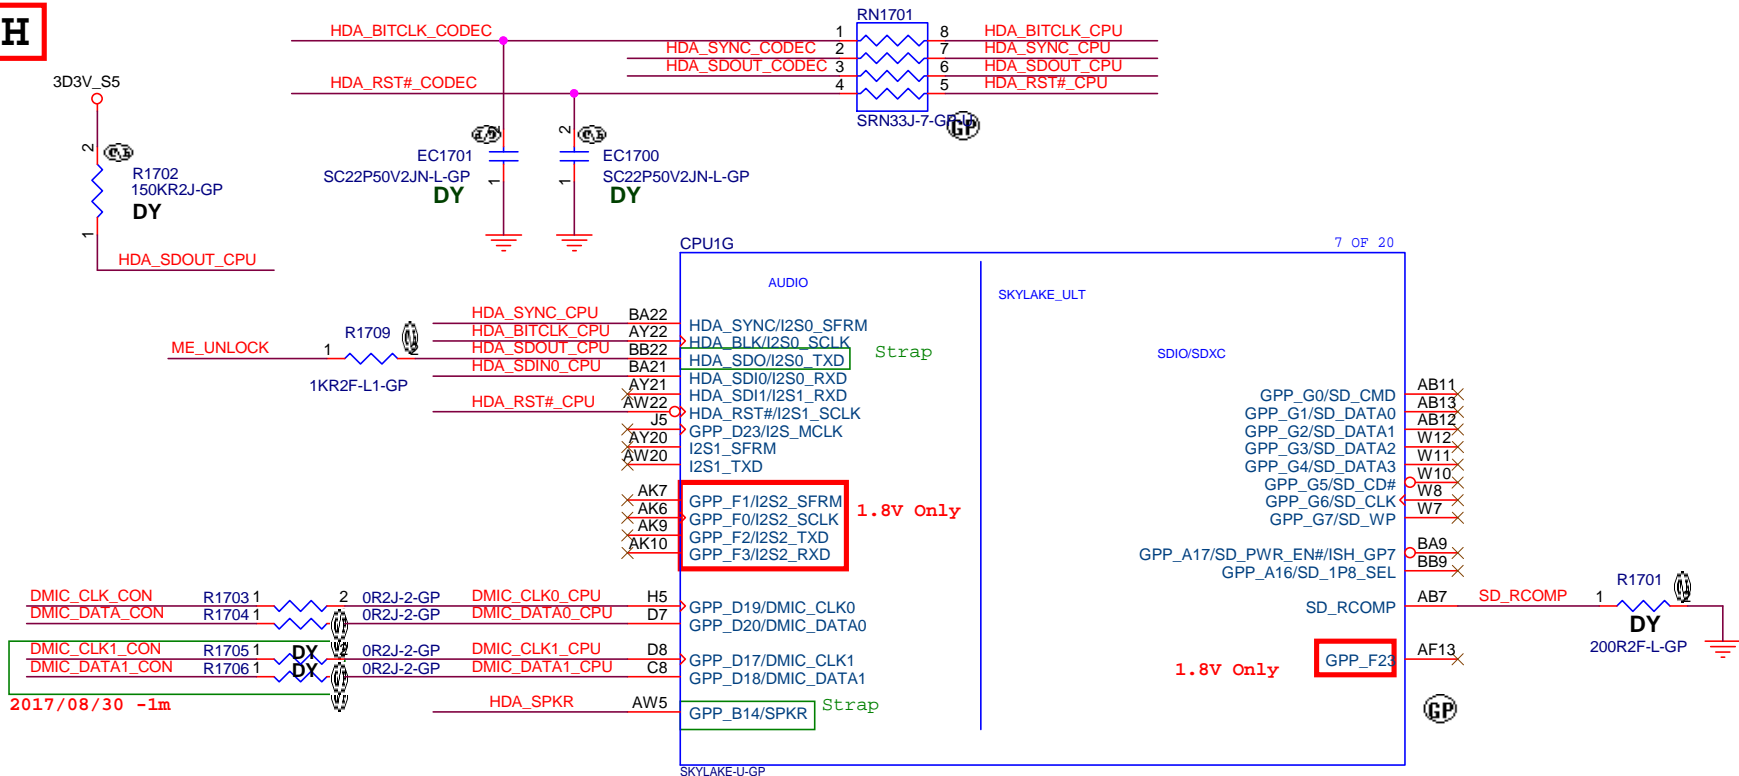 H
RN1701
HDA_BITCLK_CODEC 1 8 HDA_BITCLK_CPU
HDA_SYNC_CODEC 2 7 HDA_SYNC_CPU
HDA_SDOUT_CODEC 3 6 HDA_SDOUT_CPU
HDA_RST#_CODEC 4 5 HDA_RST#_CPU
3D3V_S5
GP
2
R1702
150KR2J-GP
DY
1
HDA_SDOUT_CPU
EC1701
SC22P50V2JN-L-GP
DY
1
2
EC1700
SC22P50V2JN-L-GP
DY
1
CPU1G
7 OF 20
AUDIO
SKYLAKE_ULT
SDIO/SDXC
HDA_SYNC_CPU BA22 HDA_SYNC/I2S0_SFRM
HDA_BITCLK_CPU AY22 HDA_BLK/I2S0_SCLK
ME_UNLOCK 1 R1709 HDA_SDOUT_CPU BB22 HDA_SDO/I2S0_TXD Strap
1KR2F-L1-GP
HDA_SDIN0_CPU BA21 HDA_SDI0/I2S0_RXD
AY21 HDA_SDI1/I2S1_RXD
HDA_RST#_CPU AW22 HDA_RST#/I2S1_SCLK
J5 GPP_D23/I2S_MCLK
AY20 I2S1_SFRM
AW20 I2S1_TXD
AK7 GPP_F1/I2S2_SFRM
AK6 GPP_F0/I2S2_SCLK
1.8V Only
AK9 GPP_F2/I2S2_TXD
AK10 GPP_F3/I2S2_RXD
DMIC_CLK_CON R1703 1 2 0R2J-2-GP DMIC_CLK0_CPU H5 GPP_D19/DMIC_CLK0
DMIC_DATA_CON R1704 1 0R2J-2-GP DMIC_DATA0_CPU D7 GPP_D20/DMIC_DATA0
DMIC_CLK1_CON R1705 1 DY 0R2J-2-GP DMIC_CLK1_CPU D8 GPP_D17/DMIC_CLK1
DMIC_DATA1_CON R1706 1 DY 0R2J-2-GP DMIC_DATA1_CPU C8 GPP_D18/DMIC_DATA1
2017/08/30 -1m
HDA_SPKR AW5 GPP_B14/SPKR Strap
GPP_G0/SD_CMD AB11
GPP_G1/SD_DATA0 AB13
GPP_G2/SD_DATA1 AB12
GPP_G3/SD_DATA2 W12
GPP_G4/SD_DATA3 W11
GPP_G5/SD_CD# W10
GPP_G6/SD_CLK W8
GPP_G7/SD_WP W7
GPP_A17/SD_PWR_EN#/ISH_GP7 BA9
GPP_A16/SD_1P8_SEL BB9
SD_RCOMP AB7 SD_RCOMP 1 R1701
DY
200R2F-L-GP
1.8V Only GPP_F23 AF13
GP
SKYLAKE-U-GP